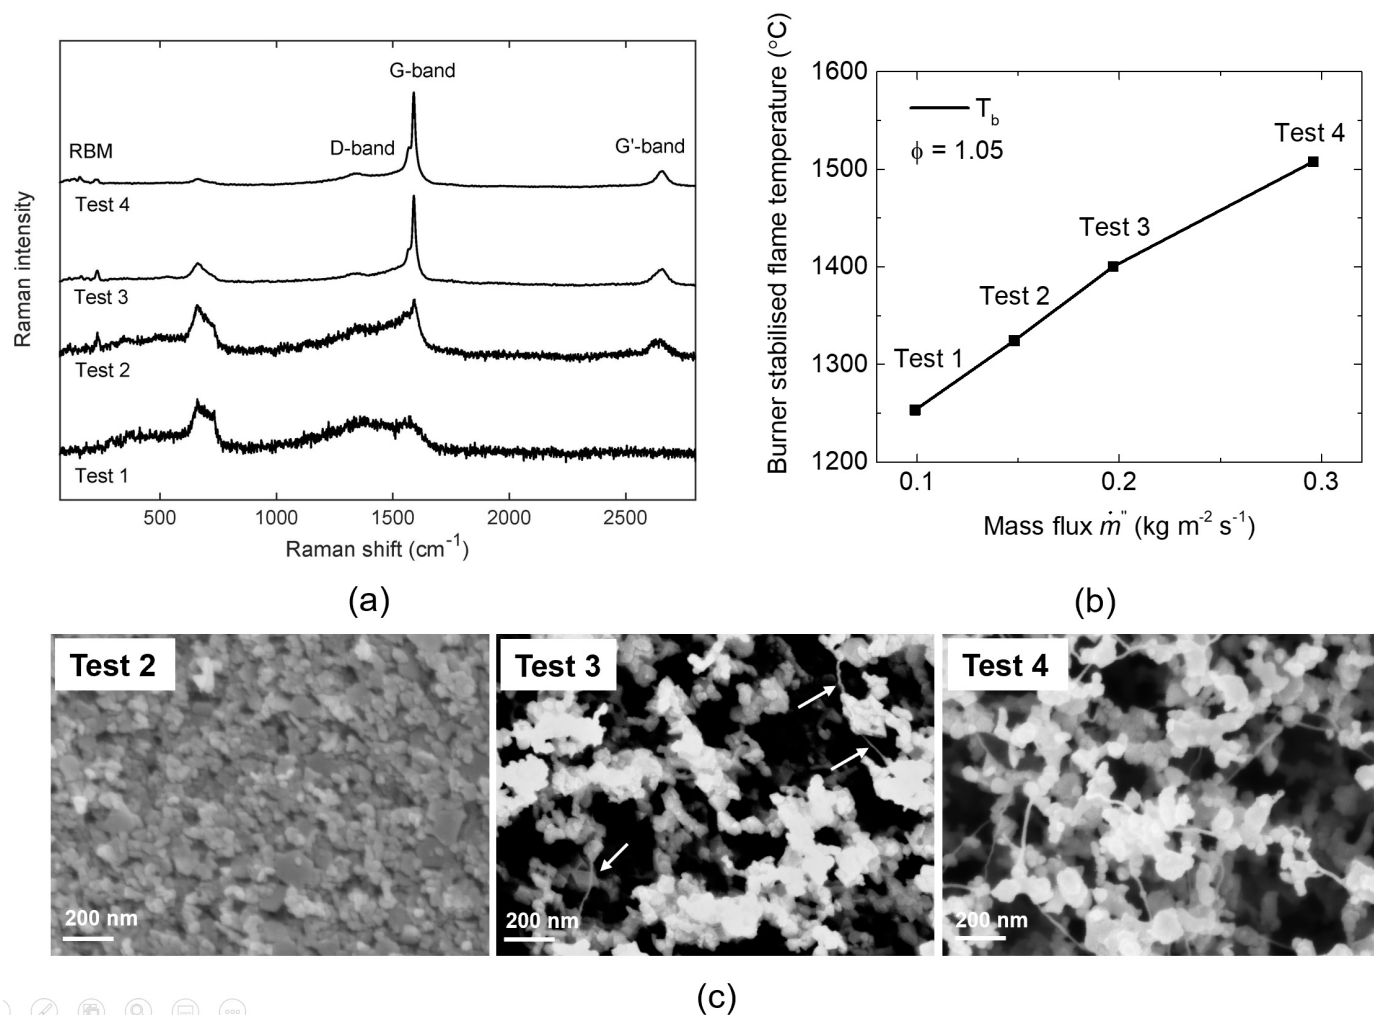 G-band
RBM
D-band
G'-band
Test 4
Test 3
Test 2
Test 1
Raman intensity
500
1000
1500
2000
2500
Raman shift (cm⁻¹)
(a)
Burner stabilised flame temperature (°C)
1600
1500
1400
1300
1200
T_b
ϕ = 1.05
Test 4
Test 3
Test 2
Test 1
0.1
0.2
0.3
Mass flux ṁ" (kg m⁻² s⁻¹)
(b)
Test 2
200 nm
Test 3
200 nm
Test 4
200 nm
(c)